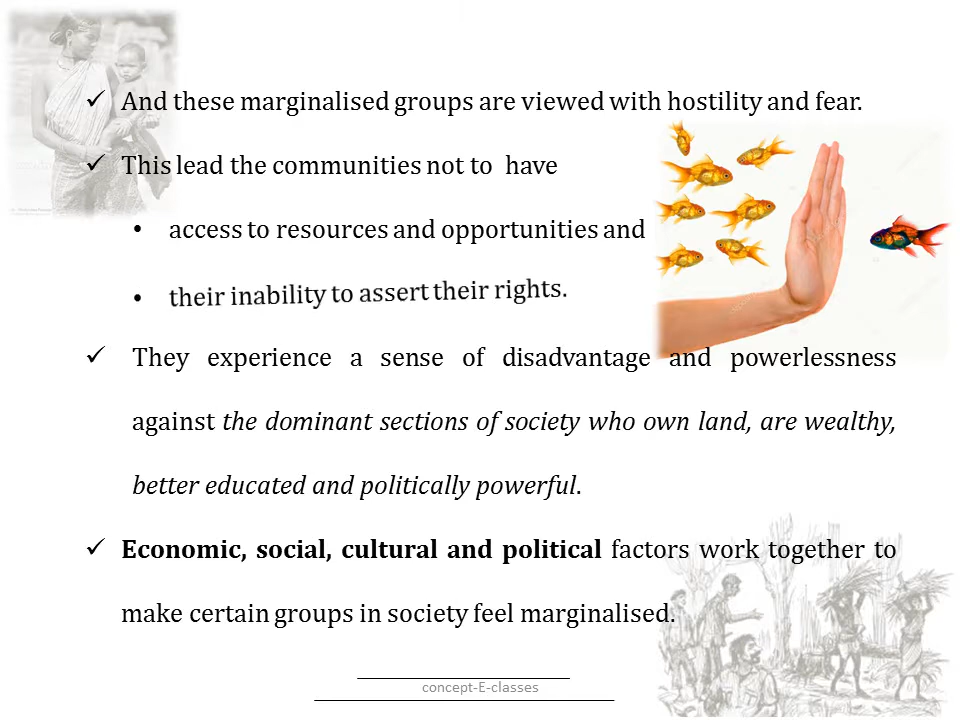 ✓ And these marginalised groups are viewed with hostility and fear.
✓ This lead the communities not to have
• access to resources and opportunities and
• their inability to assert their rights.
✓ They experience a sense of disadvantage and powerlessness
against the dominant sections of society who own land, are wealthy,
better educated and politically powerful.
✓ Economic, social, cultural and political factors work together to
make certain groups in society feel marginalised.
concept-E-classes